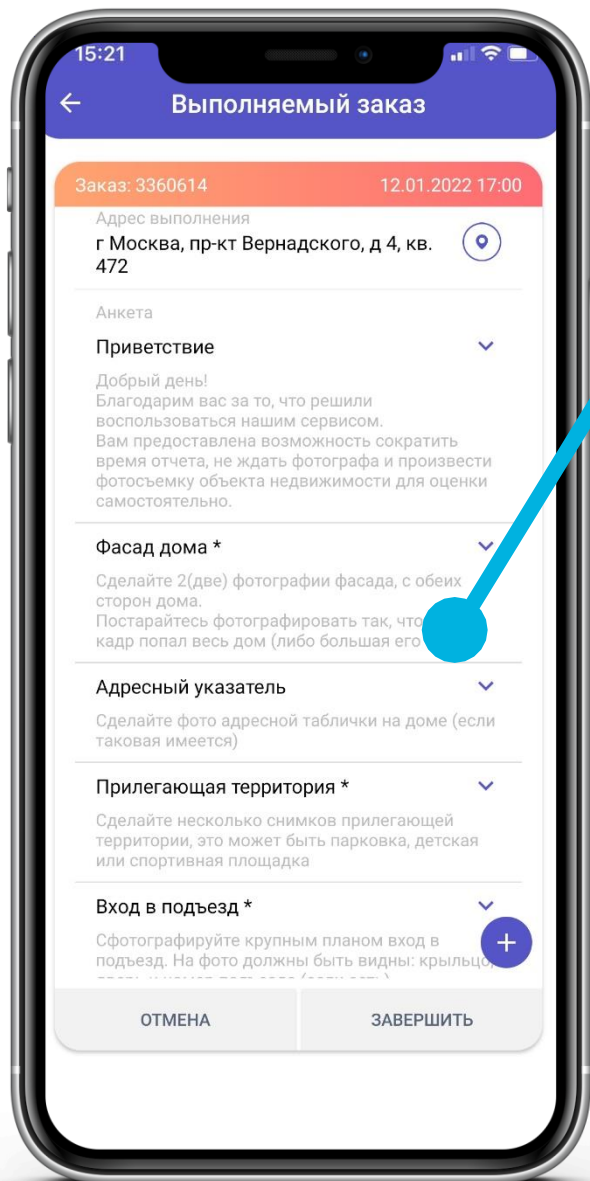 15:21
Выполняемый заказ
Заказ: 3360614 12.01.2022 17:00
Адрес выполнения
г Москва, пр-кт Вернадского, д 4, кв.
472
Анкета
Приветствие
Добрый день!
Благодарим вас за то, что решили
воспользоваться нашим сервисом.
Вам предоставлена возможность сократить
время отчета, не ждать фотографа и произвести
фотосъемку объекта недвижимости для оценки
самостоятельно.
Фасад дома *
Сделайте 2(две) фотографии фасада, с обеих
сторон дома.
Постарайтесь фотографировать так,
кадр попал весь дом (либо большая его
Адресный указатель
Сделайте фото адресной таблички на доме (если
таковая имеется)
Прилегающая территория *
Сделайте несколько снимков прилегающей
территории, это может быть парковка, детская
или спортивная площадка
Вход в подъезд *
Сфотографируйте крупным планом вход в
подъезд. На фото должны быть видны: крыльцо,
ОТМЕНА ЗАВЕРШИТЬ